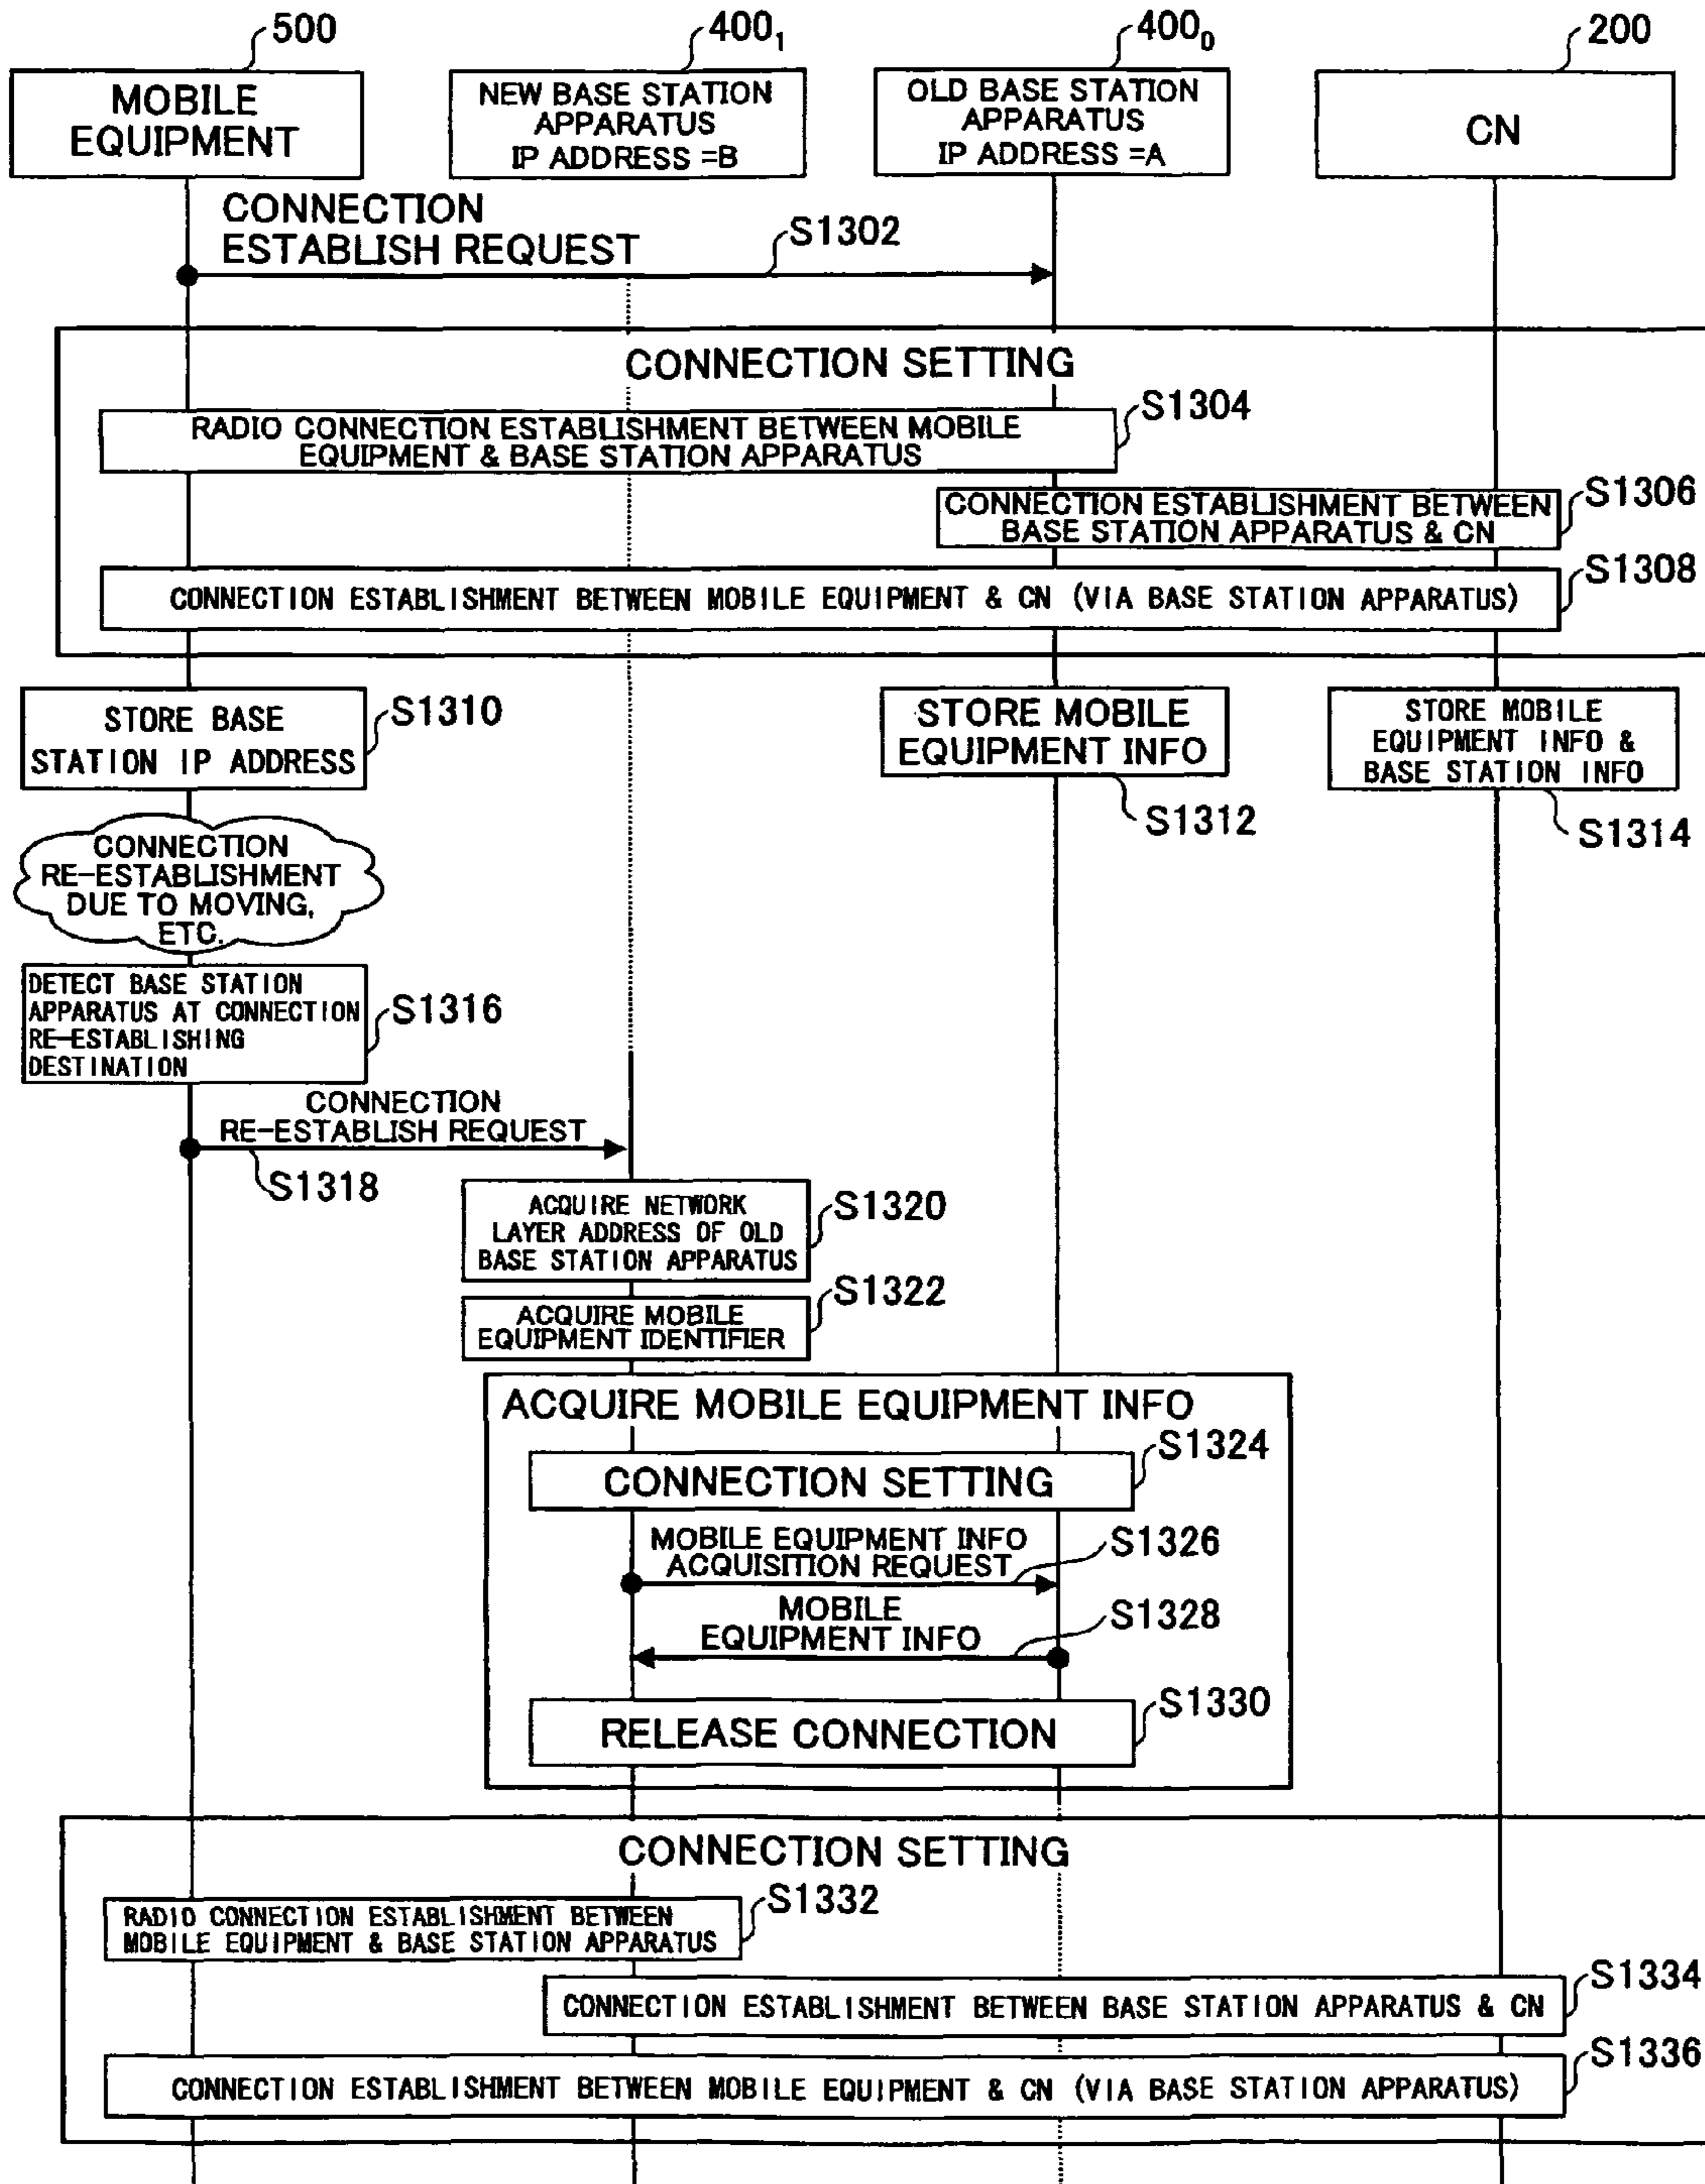 500
400₁
400₀
200
MOBILE
EQUIPMENT
NEW BASE STATION
APPARATUS
IP ADDRESS =B
OLD BASE STATION
APPARATUS
IP ADDRESS =A
CN
CONNECTION
ESTABLISH REQUEST
S1302
CONNECTION SETTING
S1304
RADIO CONNECTION ESTABLISHMENT BETWEEN MOBILE
EQUIPMENT & BASE STATION APPARATUS
S1306
CONNECTION ESTABLISHMENT BETWEEN
BASE STATION APPARATUS & CN
S1308
CONNECTION ESTABLISHMENT BETWEEN MOBILE EQUIPMENT & CN (VIA BASE STATION APPARATUS)
STORE BASE
STATION IP ADDRESS
S1310
STORE MOBILE
EQUIPMENT INFO
S1312
STORE MOBILE
EQUIPMENT INFO &
BASE STATION INFO
S1314
CONNECTION
RE-ESTABLISHMENT
DUE TO MOVING,
ETC.
DETECT BASE STATION
APPARATUS AT CONNECTION
RE-ESTABLISHING
DESTINATION
S1316
CONNECTION
RE-ESTABLISH REQUEST
S1318
ACQUIRE NETWORK
LAYER ADDRESS OF OLD
BASE STATION APPARATUS
S1320
ACQUIRE MOBILE
EQUIPMENT IDENTIFIER
S1322
ACQUIRE MOBILE EQUIPMENT INFO
S1324
CONNECTION SETTING
MOBILE EQUIPMENT INFO
ACQUISITION REQUEST
S1326
MOBILE
EQUIPMENT INFO
S1328
S1330
RELEASE CONNECTION
CONNECTION SETTING
S1332
RADIO CONNECTION ESTABLISHMENT BETWEEN
MOBILE EQUIPMENT & BASE STATION APPARATUS
S1334
CONNECTION ESTABLISHMENT BETWEEN BASE STATION APPARATUS & CN
S1336
CONNECTION ESTABLISHMENT BETWEEN MOBILE EQUIPMENT & CN (VIA BASE STATION APPARATUS)